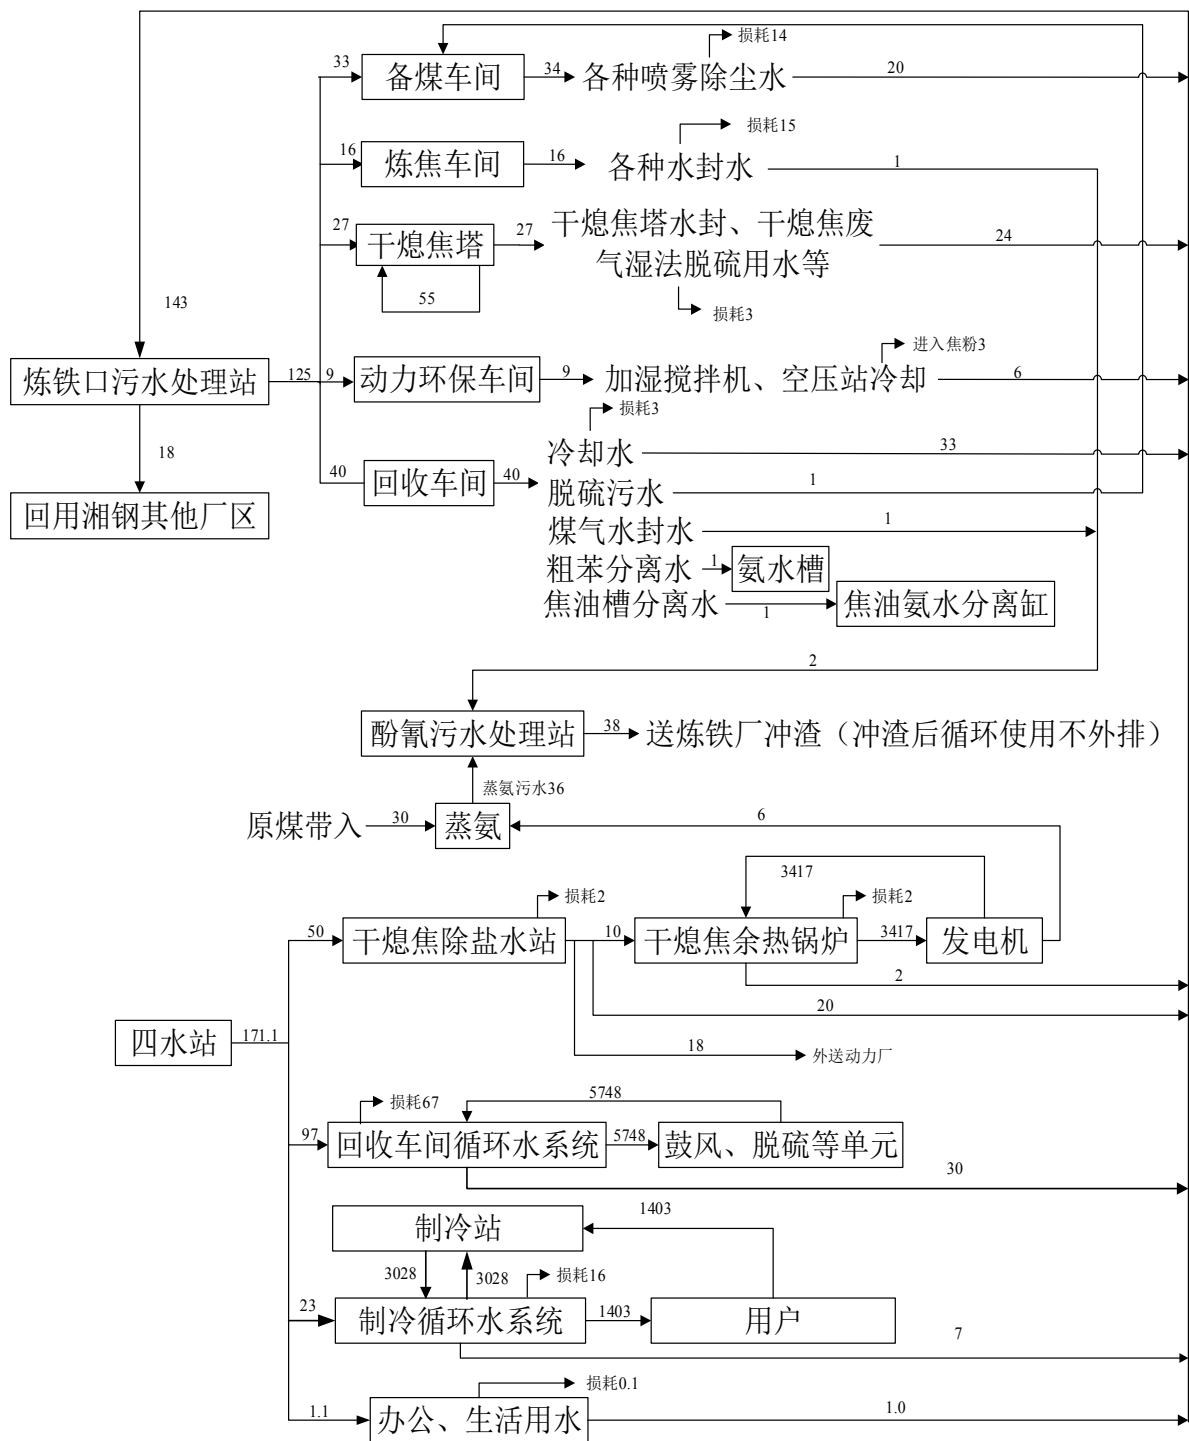 损耗14
33
备煤车间
34
各种喷雾除尘水
20
损耗15
16
炼焦车间
16
各种水封水
1
27
干熄焦塔
27
干熄焦塔水封、干熄焦废
气湿法脱硫用水等
24
55
损耗3
143
进入焦粉3
炼铁口污水处理站
125
9
动力环保车间
9
加湿搅拌机、空压站冷却
6
损耗3
18
冷却水
33
40
回收车间
40
脱硫污水
1
回用湘钢其他厂区
煤气水封水
1
粗苯分离水
1
氨水槽
焦油槽分离水
1
焦油氨水分离缸
2
酚氰污水处理站
38
送炼铁厂冲渣（冲渣后循环使用不外排）
蒸氨污水36
原煤带入
30
蒸氨
6
3417
损耗2
损耗2
50
干熄焦除盐水站
10
干熄焦余热锅炉
3417
发电机
2
20
四水站
171.1
18
外送动力厂
损耗67
5748
97
回收车间循环水系统
5748
鼓风、脱硫等单元
30
制冷站
1403
3028
3028
损耗16
23
制冷循环水系统
1403
用户
7
损耗0.1
1.1
办公、生活用水
1.0